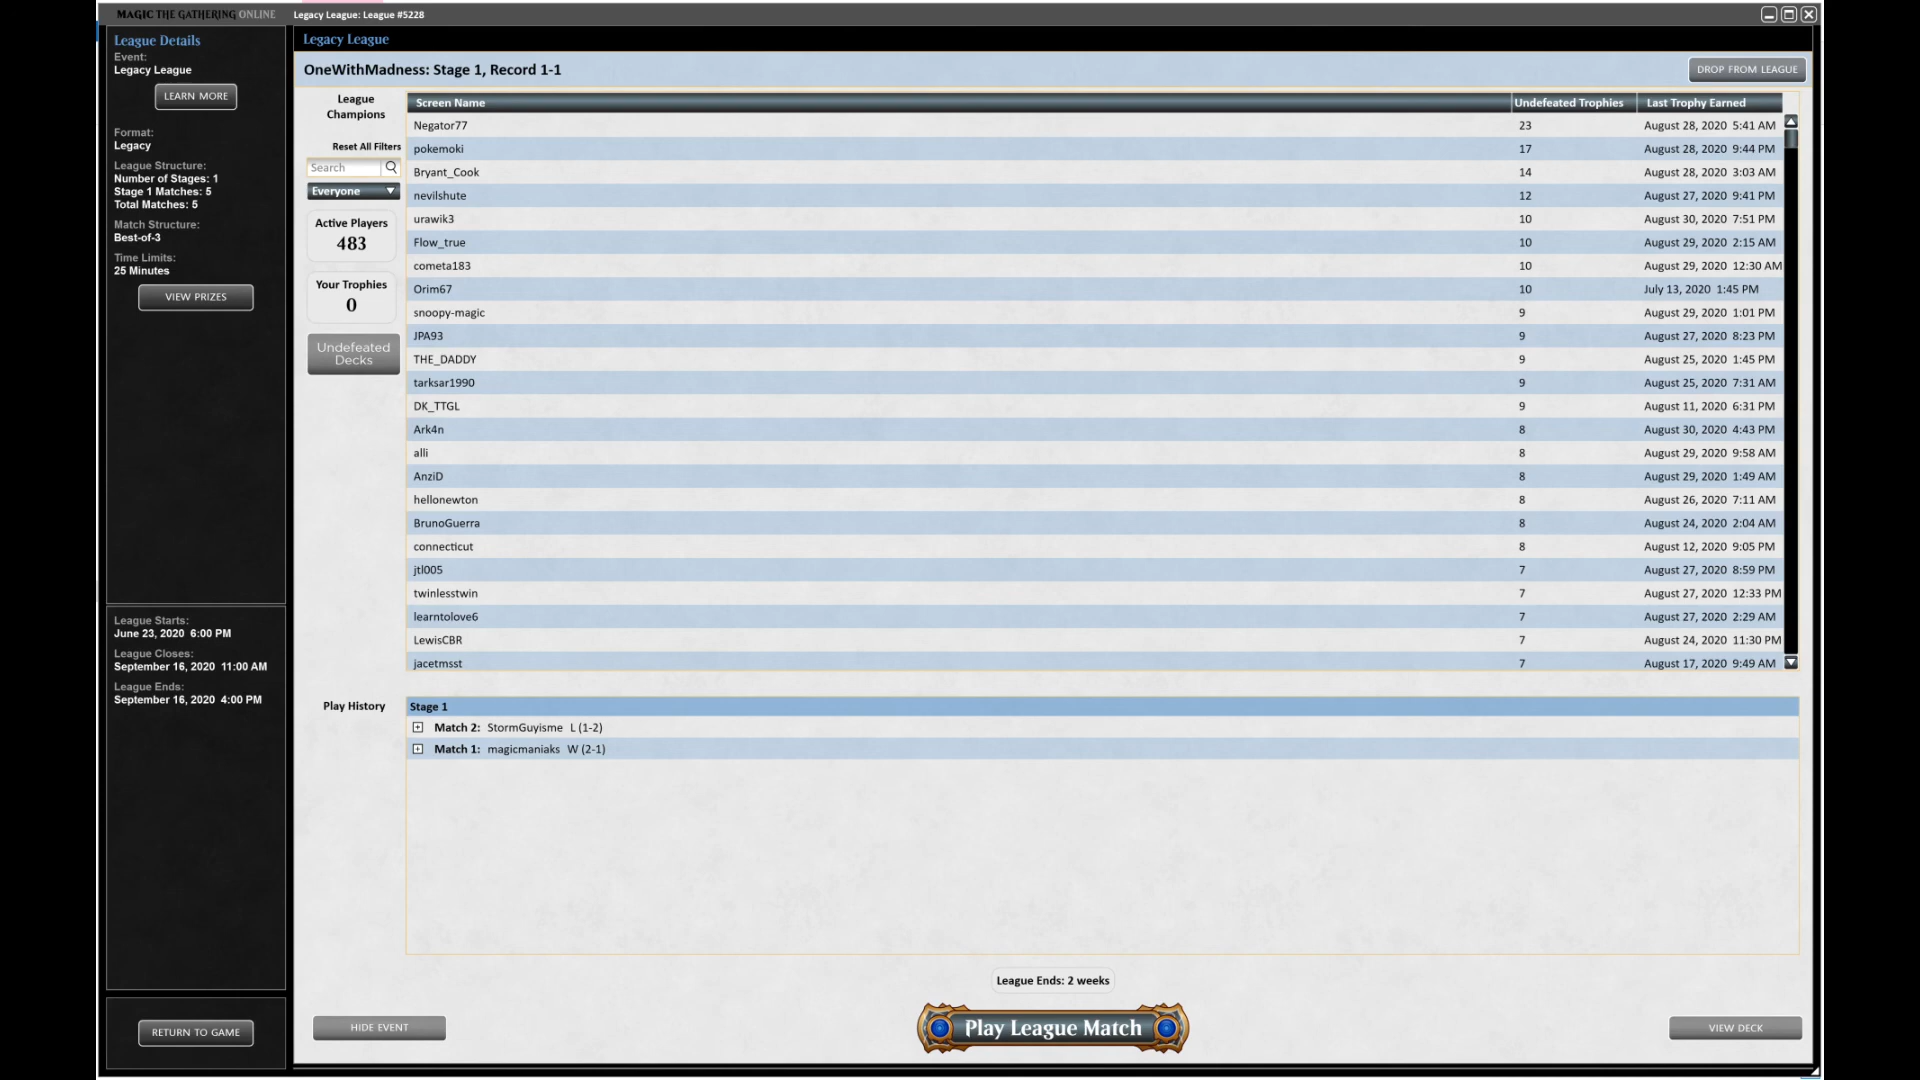 MAGIC THE GATHERING ONLINE
Legacy League: League #5228
League Details
Event:
Legacy League
LEARN MORE
Format:
Legacy
League Structure:
Number of Stages: 1
Stage 1 Matches: 5
Total Matches: 5
Match Structure:
Best-of-3
Time Limits:
25 Minutes
VIEW PRIZES
League Starts:
June 23, 2020 6:00 PM
League Closes:
September 16, 2020 11:00 AM
League Ends:
September 16, 2020 4:00 PM
RETURN TO GAME
Legacy League
OneWithMadness: Stage 1, Record 1-1
DROP FROM LEAGUE
League
Champions
Reset All Filters
Search
Everyone
Active Players
483
Your Trophies
0
Undefeated
Decks
Screen Name Undefeated Trophies Last Trophy Earned
Negator77 23 August 28, 2020 5:41 AM
pokemoki 17 August 28, 2020 9:44 PM
Bryant_Cook 14 August 28, 2020 3:03 AM
nevilshute 12 August 27, 2020 9:41 PM
urawik3 10 August 30, 2020 7:51 PM
Flow_true 10 August 29, 2020 2:15 AM
cometa183 10 August 29, 2020 12:30 AM
Orim67 10 July 13, 2020 1:45 PM
snoopy-magic 9 August 29, 2020 1:01 PM
JPA93 9 August 27, 2020 8:23 PM
THE_DADDY 9 August 25, 2020 1:45 PM
tarksar1990 9 August 25, 2020 7:31 AM
DK_TTGL 9 August 11, 2020 6:31 PM
Ark4n 8 August 30, 2020 4:43 PM
alli 8 August 29, 2020 9:58 AM
AnziD 8 August 29, 2020 1:49 AM
hellonewton 8 August 26, 2020 7:11 AM
BrunoGuerra 8 August 24, 2020 2:04 AM
connecticut 8 August 12, 2020 9:05 PM
jtl005 7 August 27, 2020 8:59 PM
twinlesstwin 7 August 27, 2020 12:33 PM
learntolove6 7 August 27, 2020 2:29 AM
LewisCBR 7 August 24, 2020 11:30 PM
jacetmsst 7 August 17, 2020 9:49 AM
Play History
Stage 1
Match 2: StormGuyisme L (1-2)
Match 1: magicmaniaks W (2-1)
League Ends: 2 weeks
HIDE EVENT
Play League Match
VIEW DECK